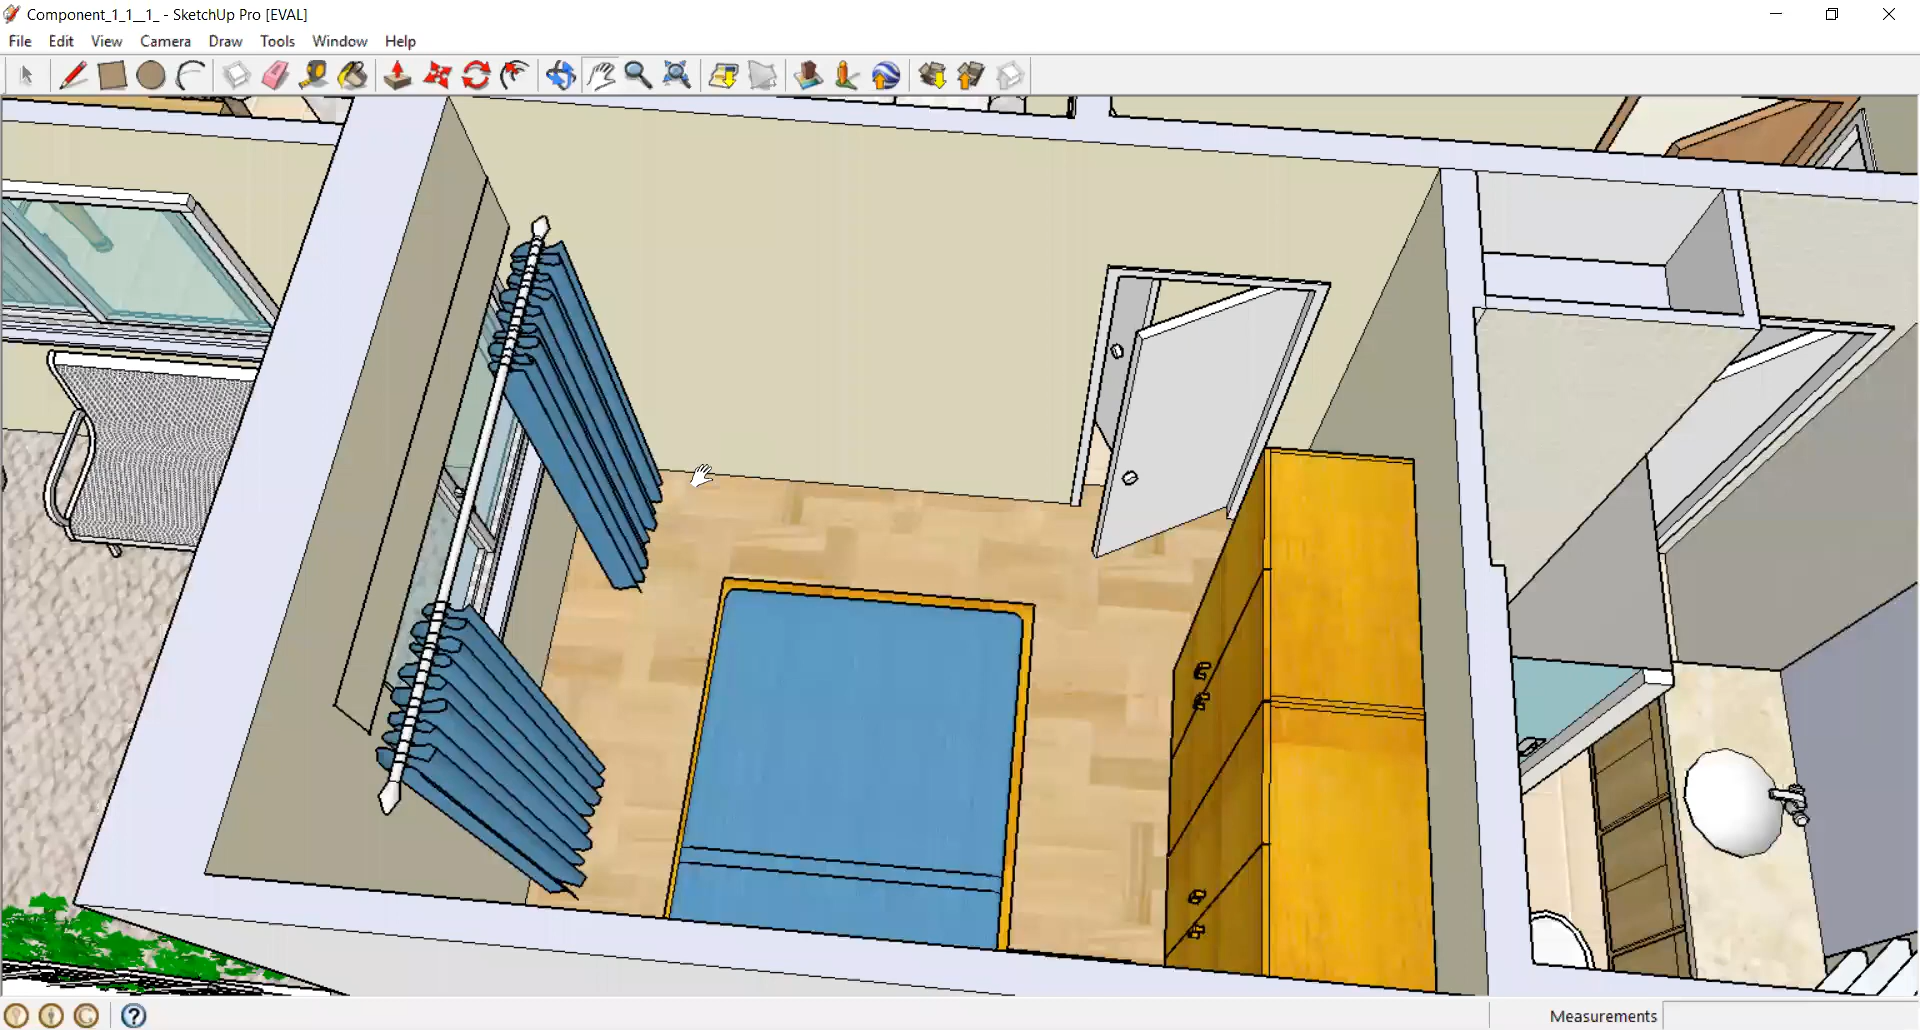 Component_1_1__1_ - SketchUp Pro [EVAL]
File Edit View Camera Draw Tools Window Help
Measurements